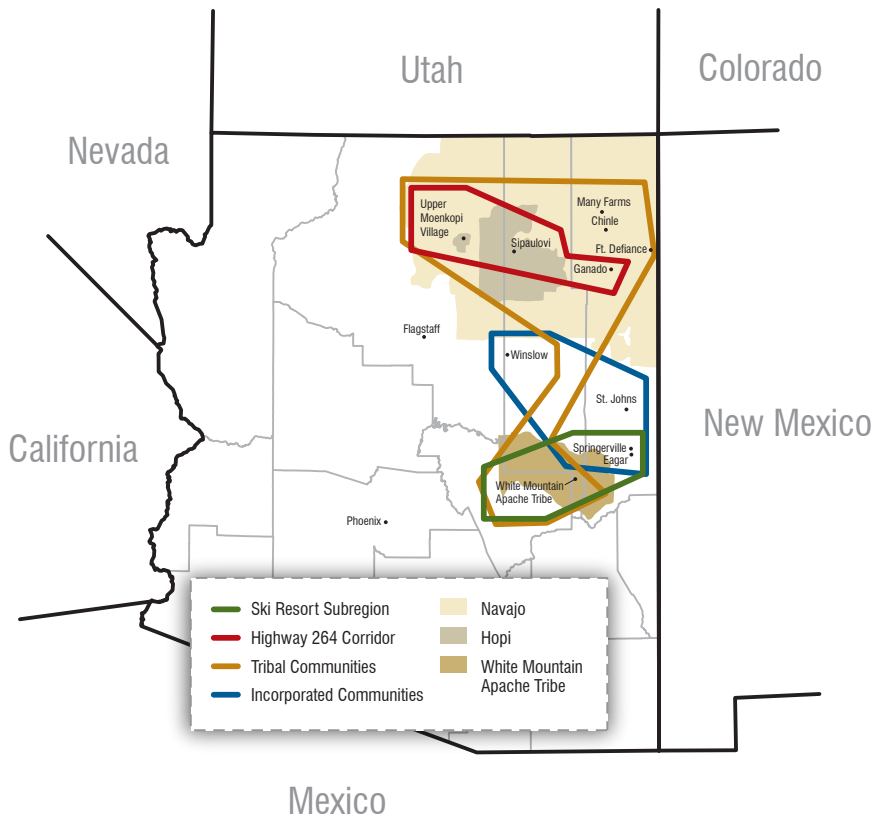 Utah
Colorado
Nevada
Upper
Moenkopi
Village
Many Farms
Chinle
Sipaulovi
Ft. Defiance
Ganado
Flagstaff
Winslow
St. Johns
New Mexico
California
Springerville
Eagar
White Mountain
Apache Tribe
Phoenix
Ski Resort Subregion
Highway 264 Corridor
Tribal Communities
Incorporated Communities
Navajo
Hopi
White Mountain
Apache Tribe
Mexico